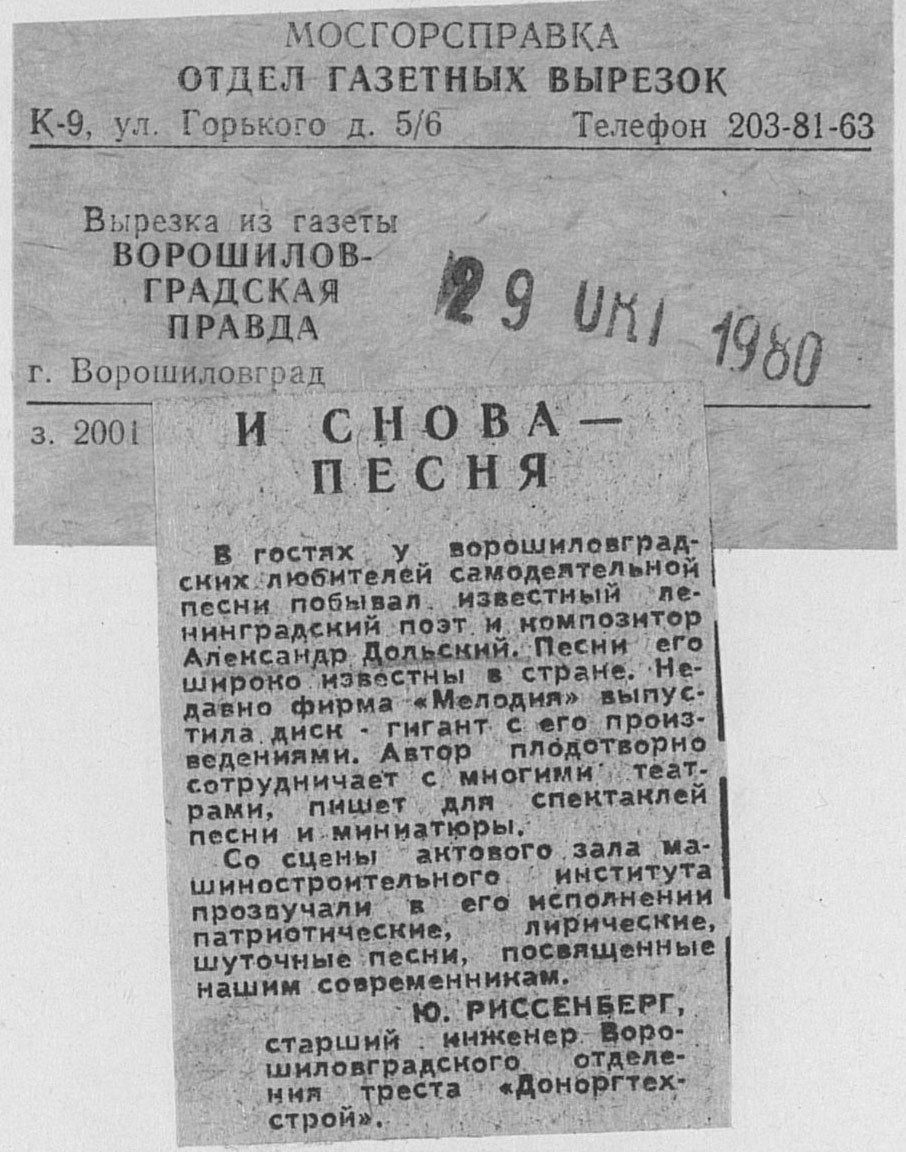 МОСГОРСПРАВКА
ОТДЕЛ ГАЗЕТНЫХ ВЫРЕЗОК
К-9, ул. Горького д. 5/6 Телефон 203-81-63
Вырезка из газеты
ВОРОШИЛОВ-
ГРАДСКАЯ
ПРАВДА
г. Ворошиловград
29 ОКТ 1980
з. 2001
И СНОВА —
ПЕСНЯ
В гостях у ворошиловград-
ских любителей самодеятельной
песни побывал известный ле-
нинградский поэт и композитор
Александр Дольский. Песни его
широко известны в стране. Не-
давно фирма «Мелодия» выпус-
тила диск - гигант с его произ-
ведениями. Автор плодотворно
сотрудничает с многими теат-
рами, пишет для спектаклей
песни и миниатюры.
Со сцены актового зала ма-
шиностроительного института
прозвучали в его исполнении
патриотические, лирические,
шуточные песни, посвященные
нашим современникам.
Ю. РИССЕНБЕРГ,
старший инженер Воро-
шиловградского отделе-
ния треста «Доноргтех-
строй».